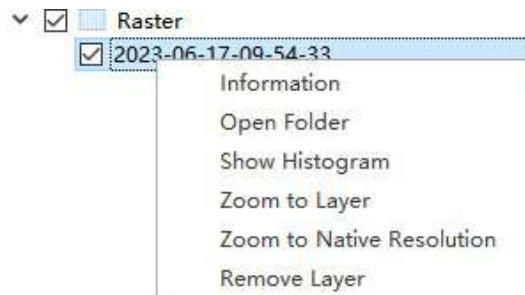 Raster
2023-06-17-09-54-33
Information
Open Folder
Show Histogram
Zoom to Layer
Zoom to Native Resolution
Remove Layer